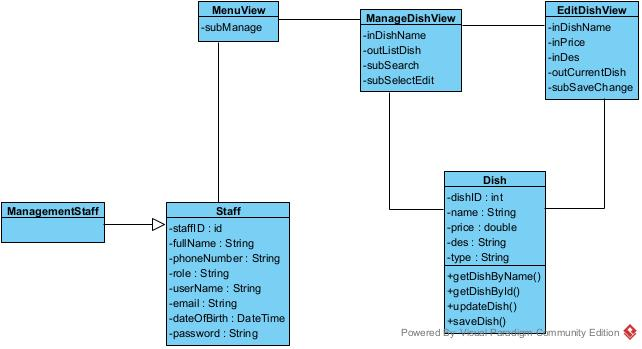 MenuView
-subManage
ManageDishView
-inDishName
-outListDish
-subSearch
-subSelectEdit
EditDishView
-inDishName
-inPrice
-inDes
-outCurrentDish
-subSaveChange
ManagementStaff
Staff
-staffID : id
-fullName : String
-phoneNumber : String
-role : String
-userName : String
-email : String
-dateOfBirth : DateTime
-password : String
Dish
-dishID : int
-name : String
-price : double
-des : String
-type : String
+getDishByName()
+getDishById()
+updateDish()
+saveDish()
Powered By Visual Paradigm Community Edition